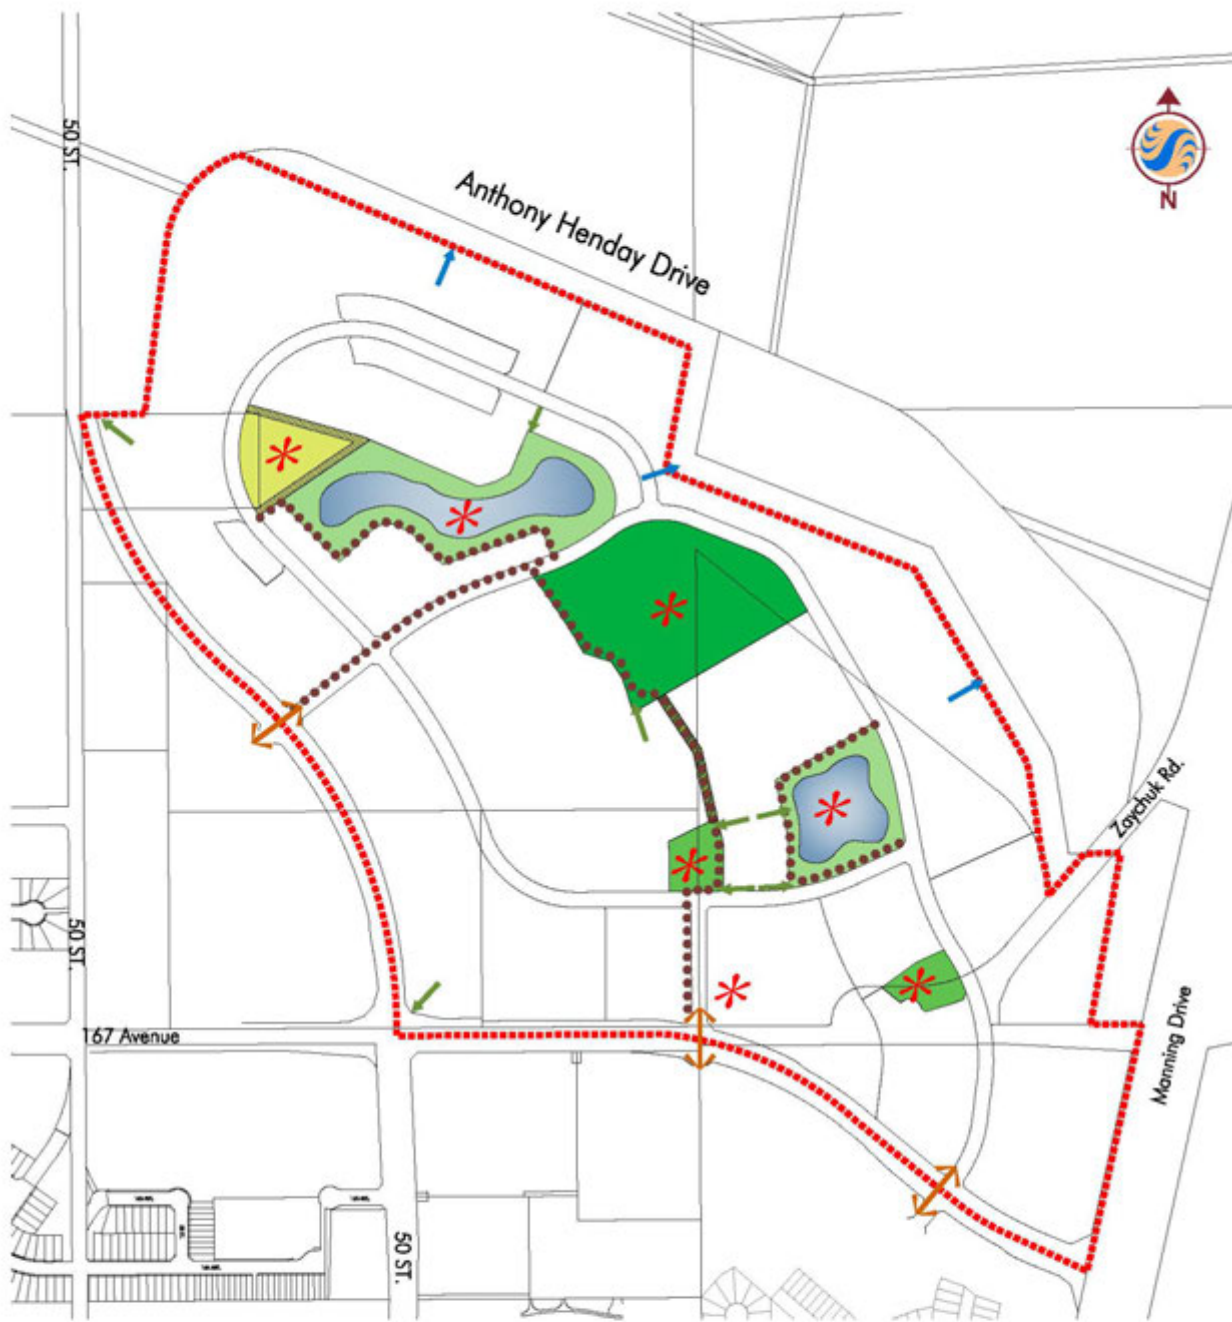 50 ST.
Anthony Henday Drive
N
Zaychuk Rd.
50 ST.
167 Avenue
Manning Drive
50 ST.